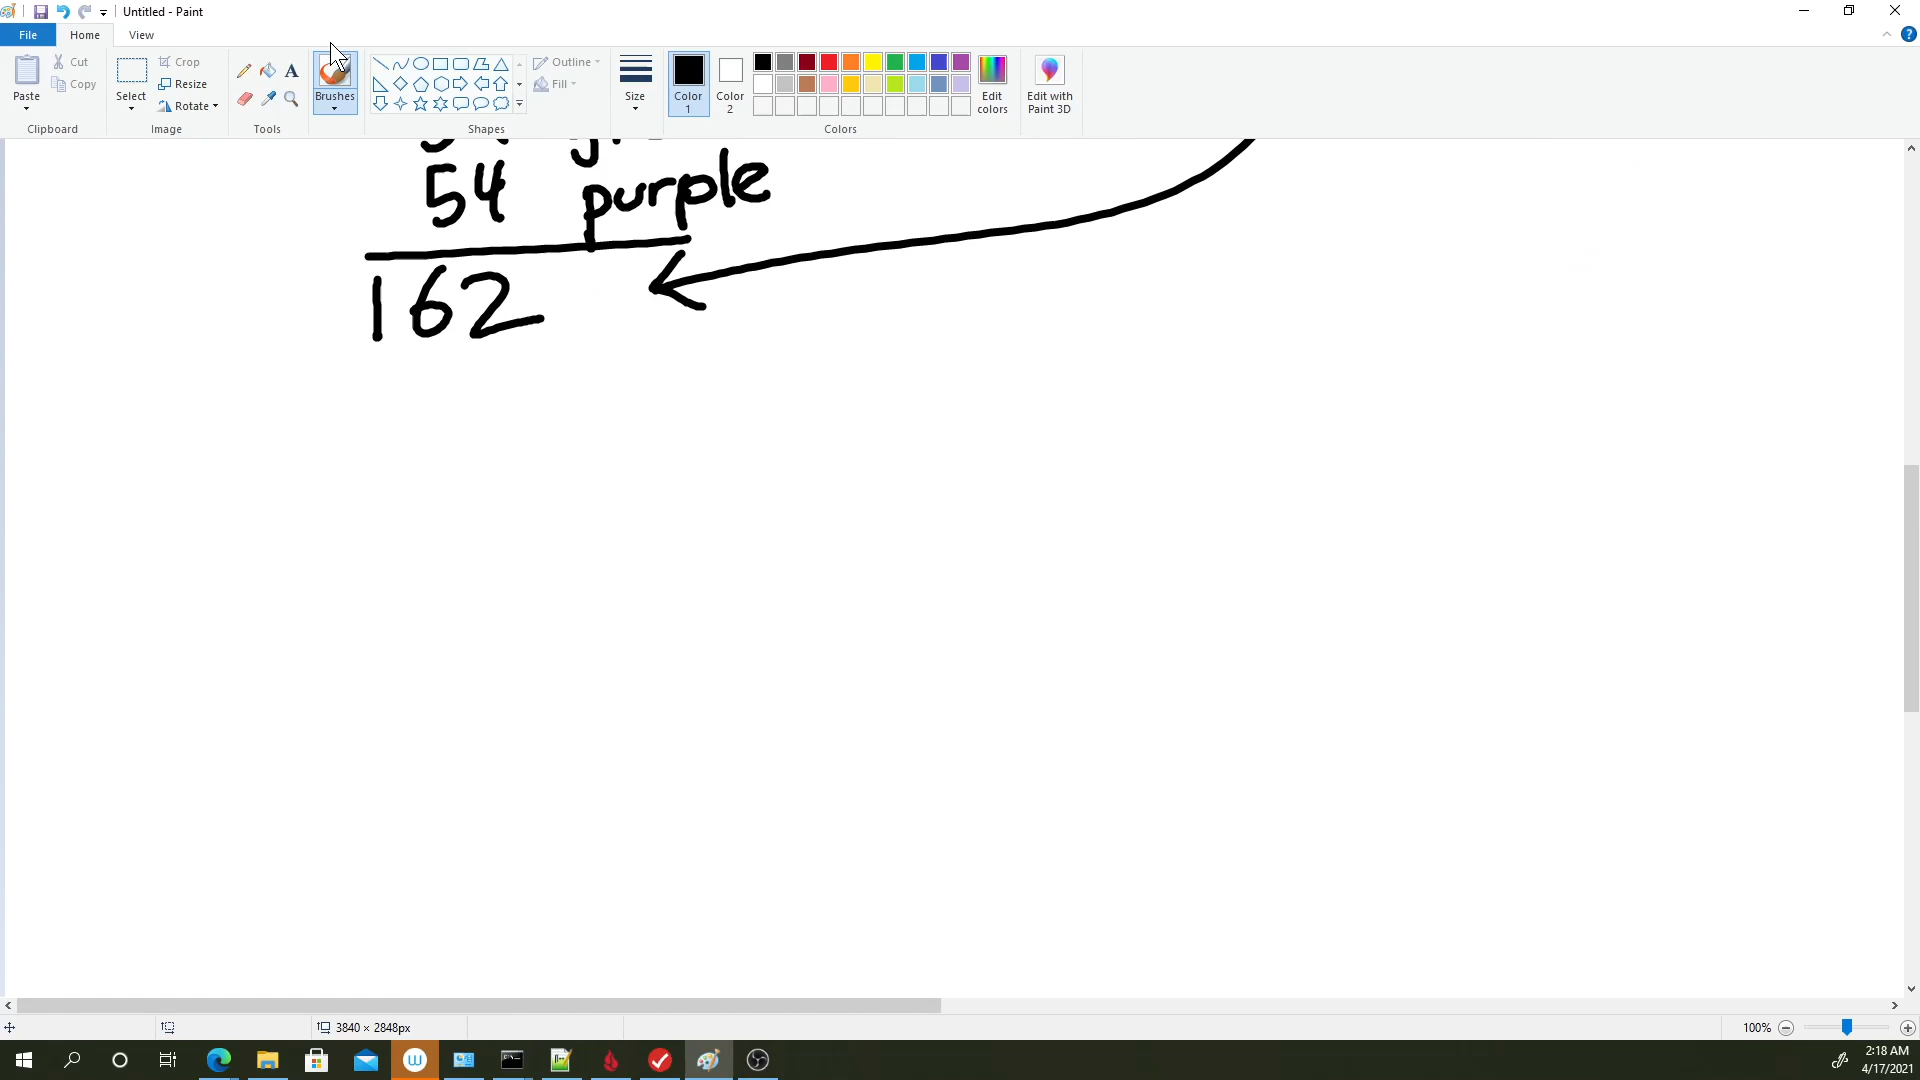 Untitled - Paint
File Home View
Paste
Cut
Copy
Clipboard
Select
Crop
Resize
Rotate
Image
Tools
Brushes
Shapes
Outline
Fill
Size
Color 1
Color 2
Edit colors
Colors
Edit with Paint 3D
54 purple
162
3840 × 2848px
100%
2:18 AM
4/17/2021